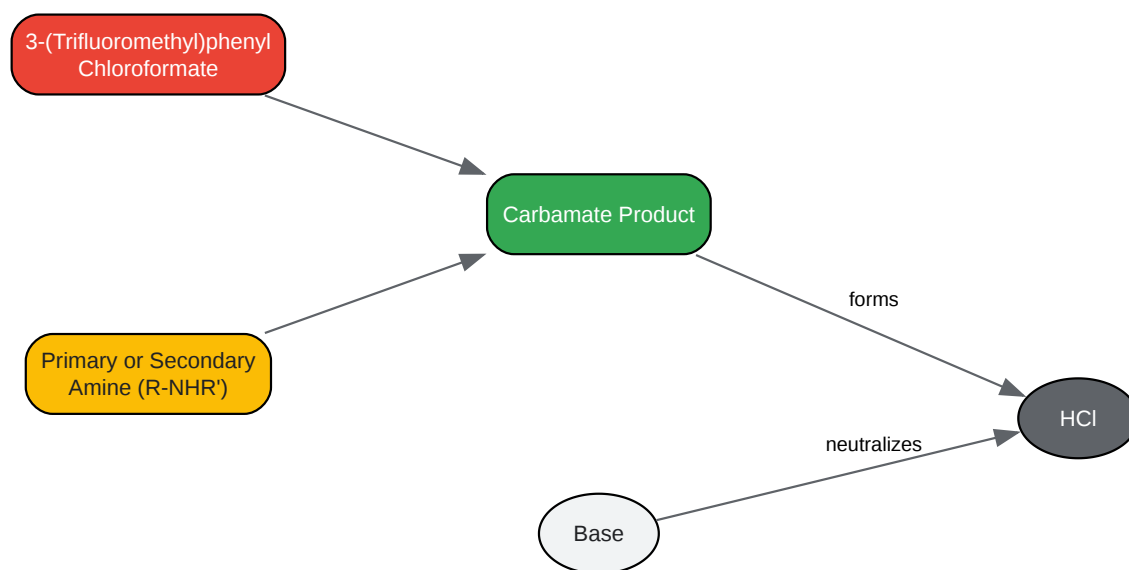 3-(Trifluoromethyl)phenyl
Chloroformate
Carbamate Product
forms
Primary or Secondary
Amine (R-NHR')
HCl
neutralizes
Base